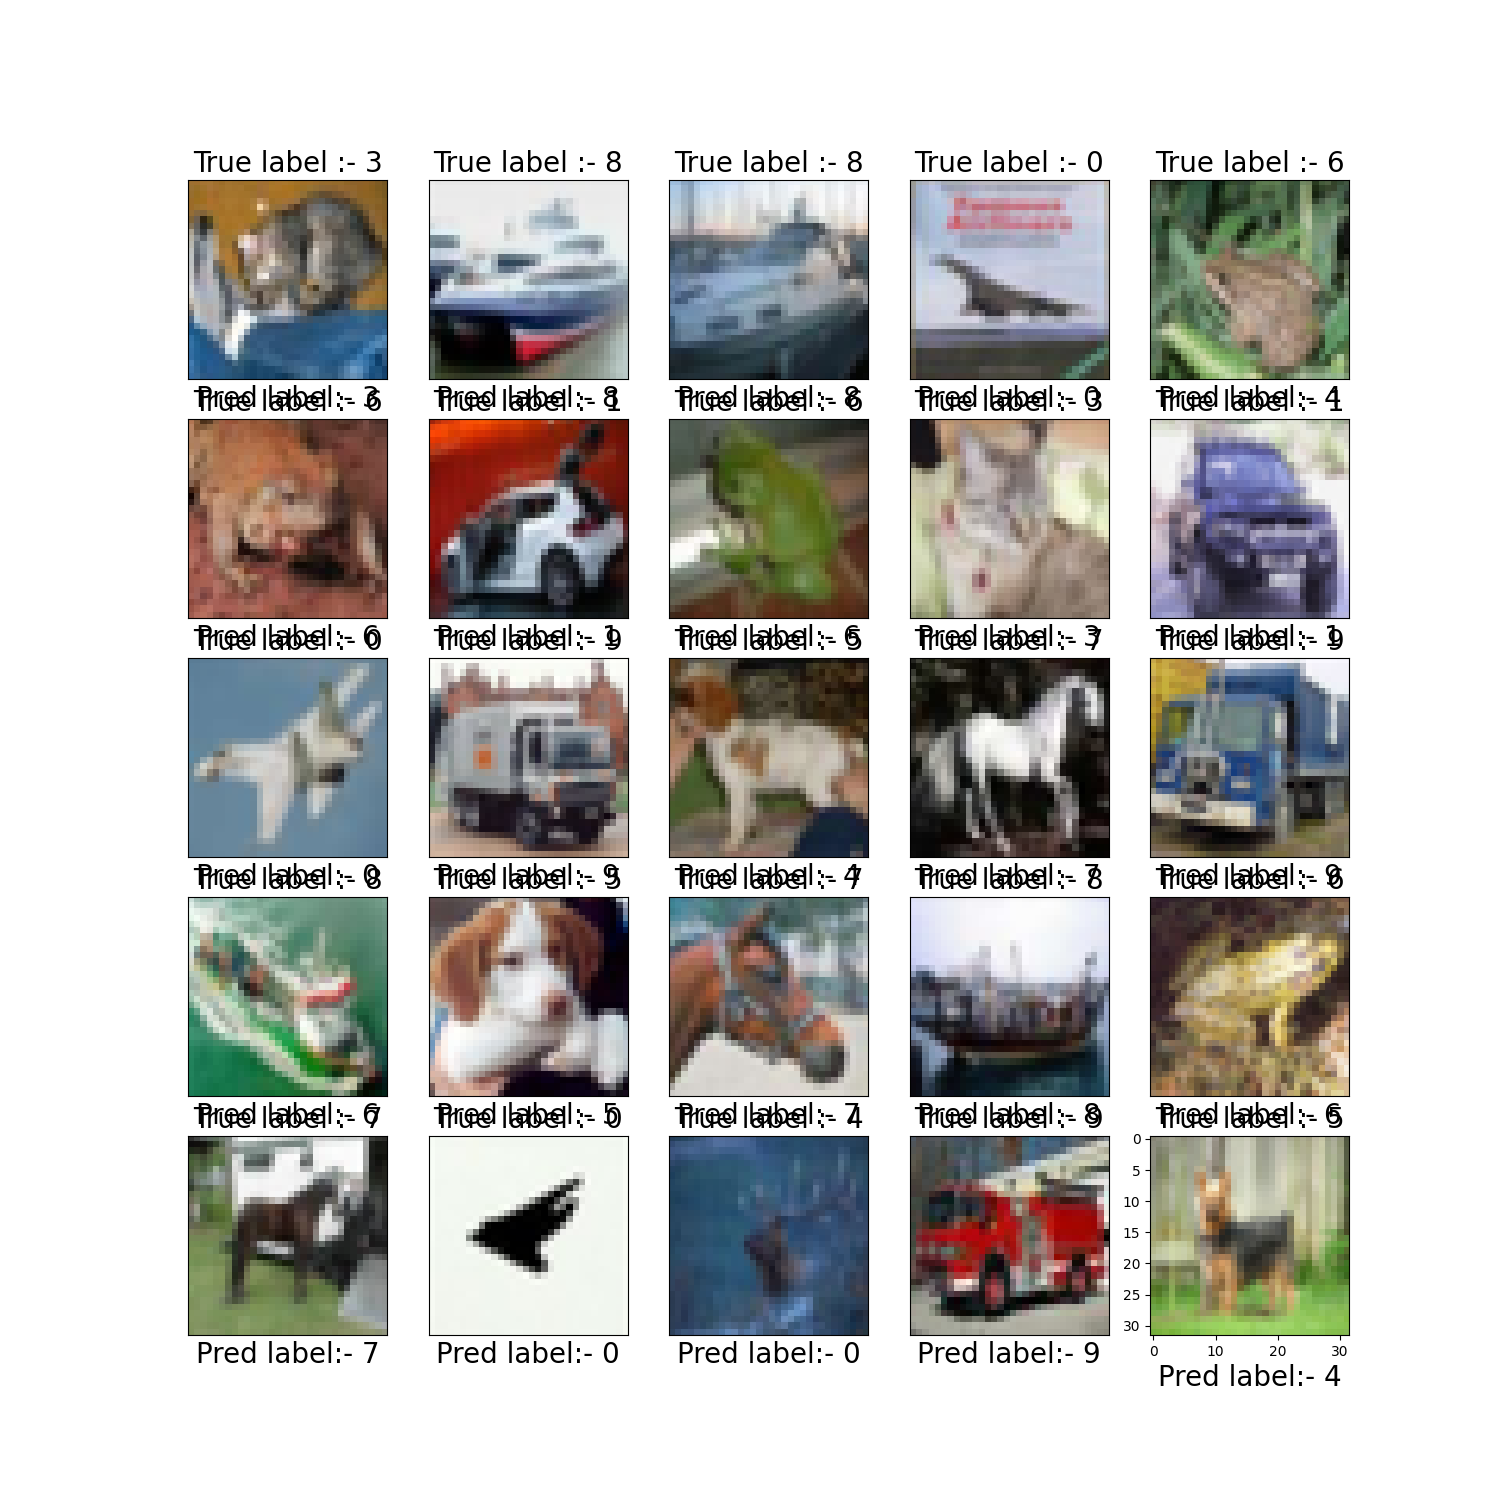 True label :- 3 True label :- 8 True label :- 8 True label :- 0 True label :- 6
Pred label:- 3 Pred label:- 8 Pred label:- 8 Pred label:- 0 Pred label:- 4
True label :- 6 True label :- 1 True label :- 6 True label :- 3 True label :- 1
Pred label:- 6 Pred label:- 1 Pred label:- 6 Pred label:- 3 Pred label:- 1
True label :- 0 True label :- 9 True label :- 5 True label :- 7 True label :- 9
Pred label:- 0 Pred label:- 9 Pred label:- 4 Pred label:- 7 Pred label:- 9
True label :- 8 True label :- 5 True label :- 7 True label :- 8 True label :- 6
Pred label:- 6 Pred label:- 5 Pred label:- 7 Pred label:- 8 Pred label:- 6
True label :- 7 True label :- 0 True label :- 4 True label :- 9 True label :- 5
0
5
10
15
20
25
30
0 10 20 30
Pred label:- 7 Pred label:- 0 Pred label:- 0 Pred label:- 9 Pred label:- 4